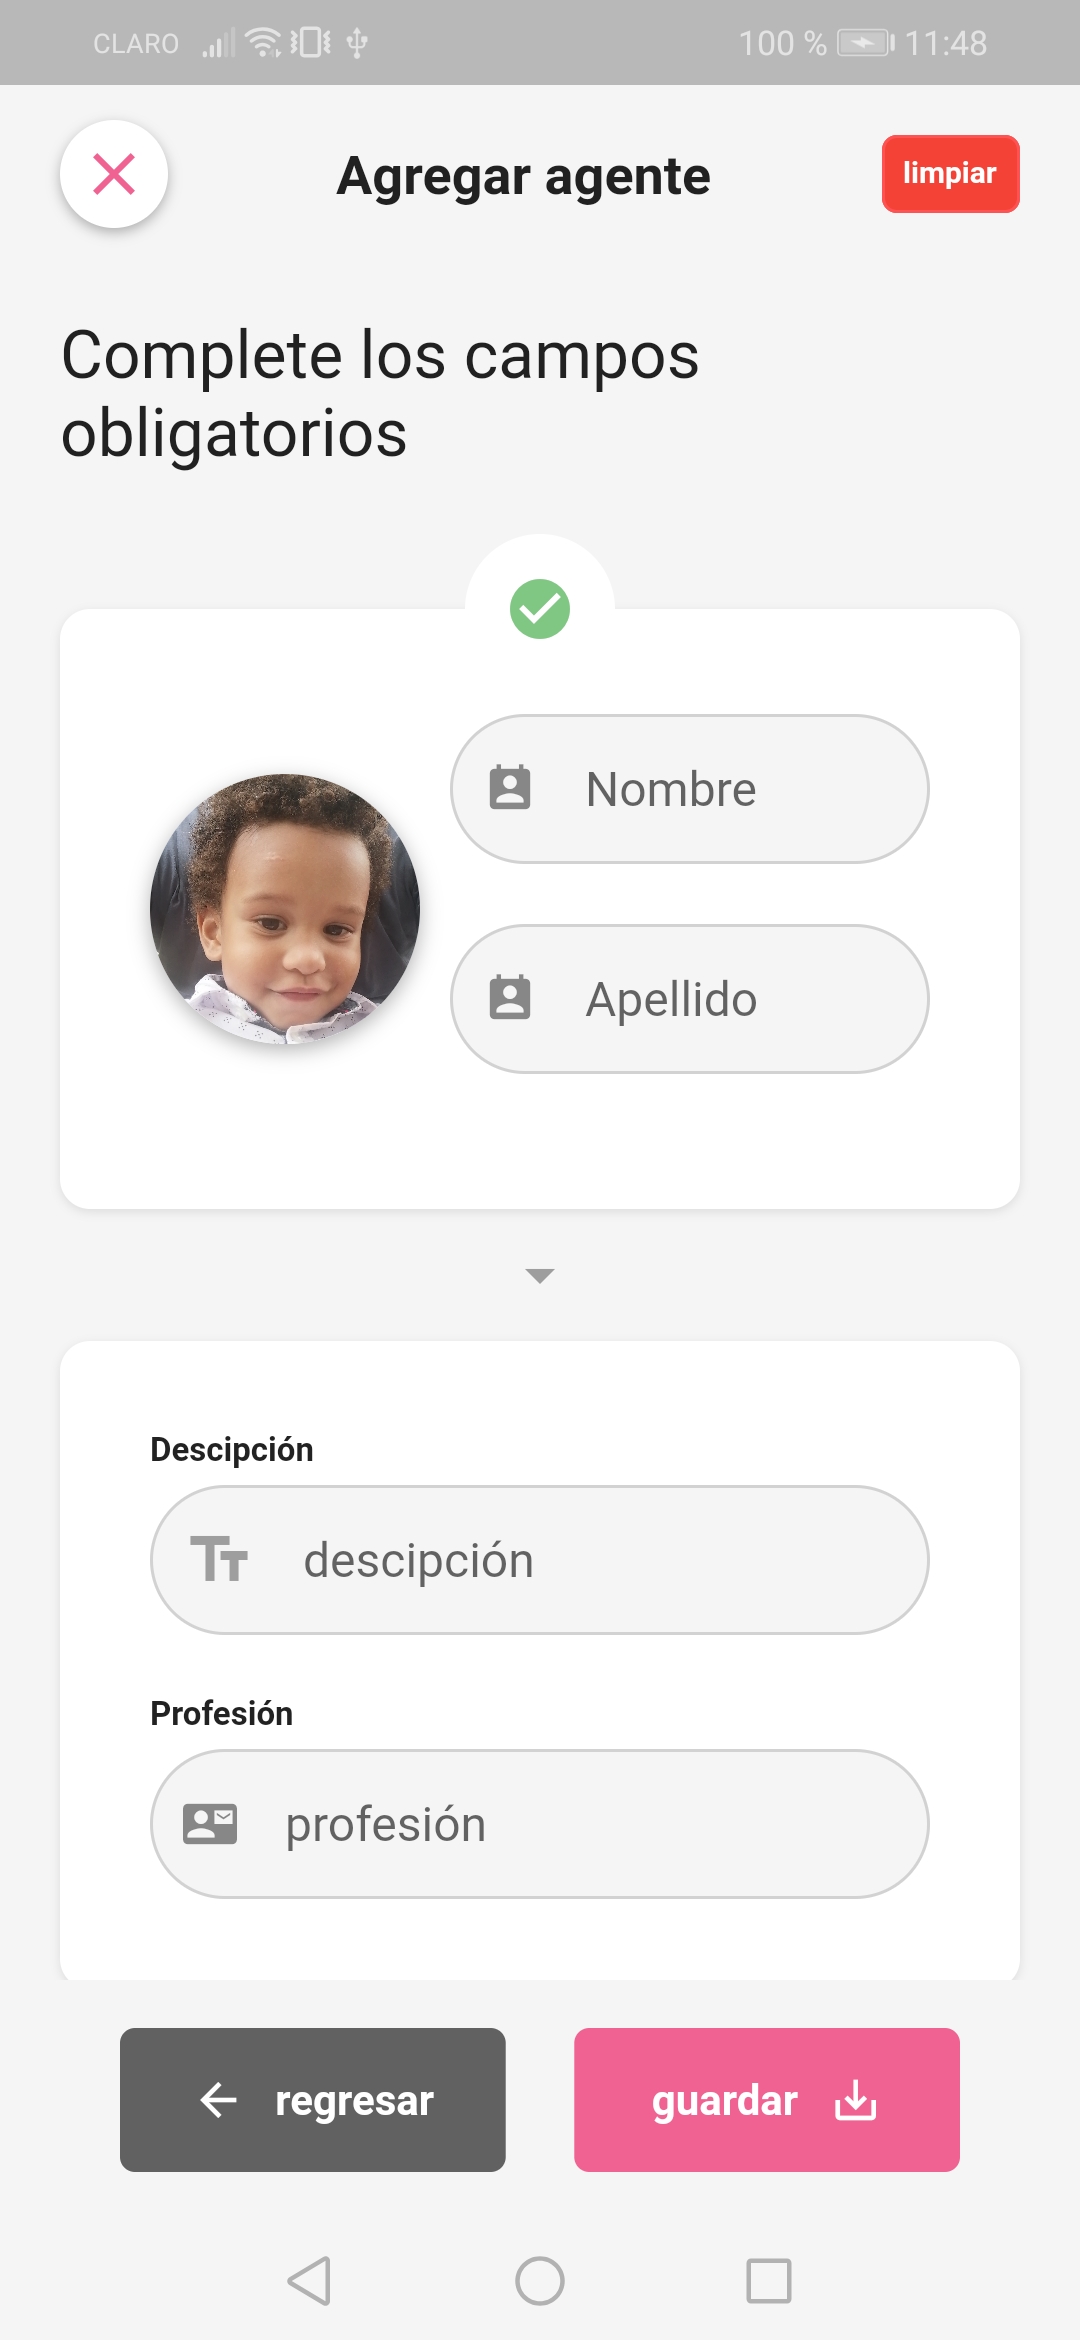 CLARO 100 % 11:48
Agregar agente
limpiar
Complete los campos
obligatorios
Nombre
Apellido
Descipción
descipción
Profesión
profesión
regresar
guardar